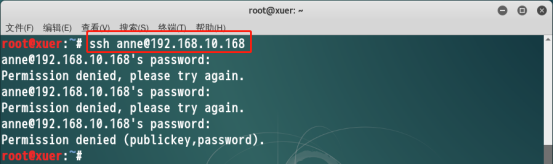 root@xuer: ~
文件(F) 编辑(E) 查看(V) 搜索(S) 终端(T) 帮助(H)
root@xuer:~# ssh anne@192.168.10.168
anne@192.168.10.168's password:
Permission denied, please try again.
anne@192.168.10.168's password:
Permission denied, please try again.
anne@192.168.10.168's password:
Permission denied (publickey,password).
root@xuer:~#